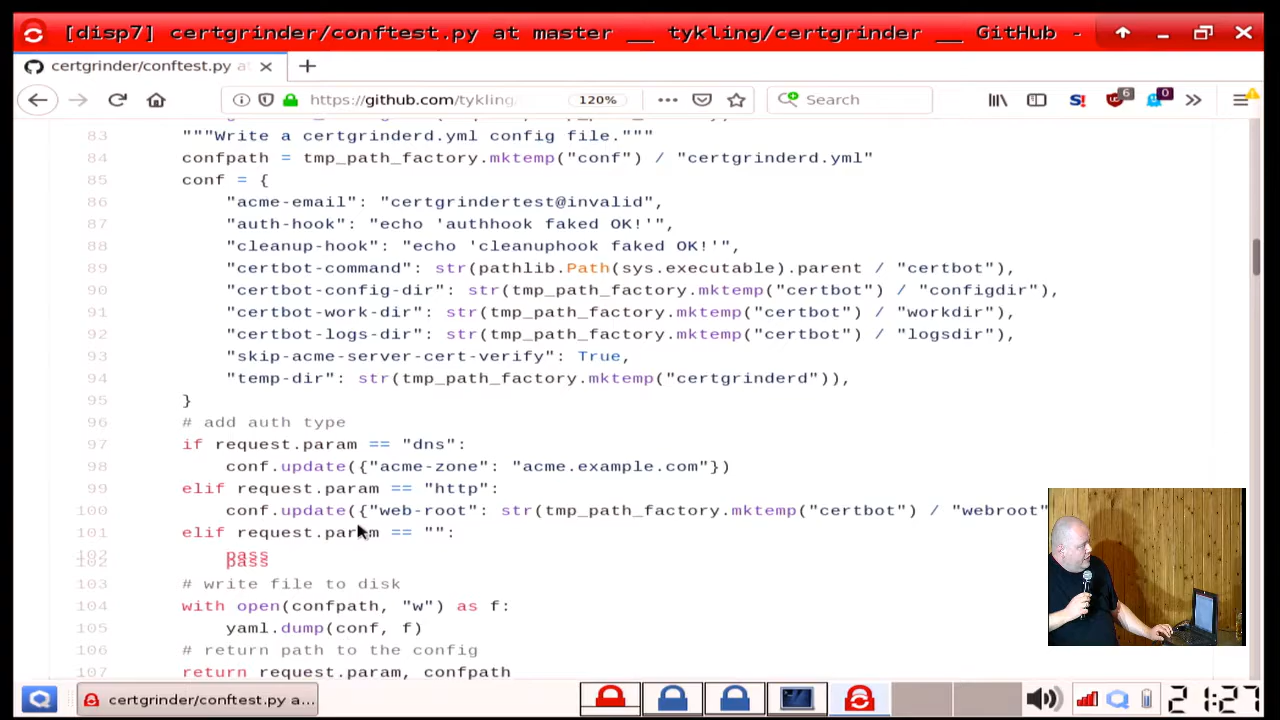 [disp7] certgrinder/conftest.py at master __ tykling/certgrinder __ GitHub -
certgrinder/conftest.py at
https://github.com/tykling.
120%
Search
6
0
83 """Write a certgrinderd.yml config file."""
84 confpath = tmp_path_factory.mktemp("conf") / "certgrinderd.yml"
85 conf = {
86 "acme-email": "certgrindertest@invalid",
87 "auth-hook": "echo 'authhook faked OK!'",
88 "cleanup-hook": "echo 'cleanuphook faked OK!'",
89 "certbot-command": str(pathlib.Path(sys.executable).parent / "certbot"),
90 "certbot-config-dir": str(tmp_path_factory.mktemp("certbot") / "configdir"),
91 "certbot-work-dir": str(tmp_path_factory.mktemp("certbot") / "workdir"),
92 "certbot-logs-dir": str(tmp_path_factory.mktemp("certbot") / "logsdir"),
93 "skip-acme-server-cert-verify": True,
94 "temp-dir": str(tmp_path_factory.mktemp("certgrinderd")),
95 }
96 # add auth type
97 if request.param == "dns":
98 conf.update({"acme-zone": "acme.example.com"})
99 elif request.param == "http":
100 conf.update({"web-root": str(tmp_path_factory.mktemp("certbot") / "webroot"
101 elif request.param == "":
102 pass
103 # write file to disk
104 with open(confpath, "w") as f:
105 yaml.dump(conf, f)
106 # return path to the config
107 return request.param, confpath
certgrinder/conftest.py a...
21:27